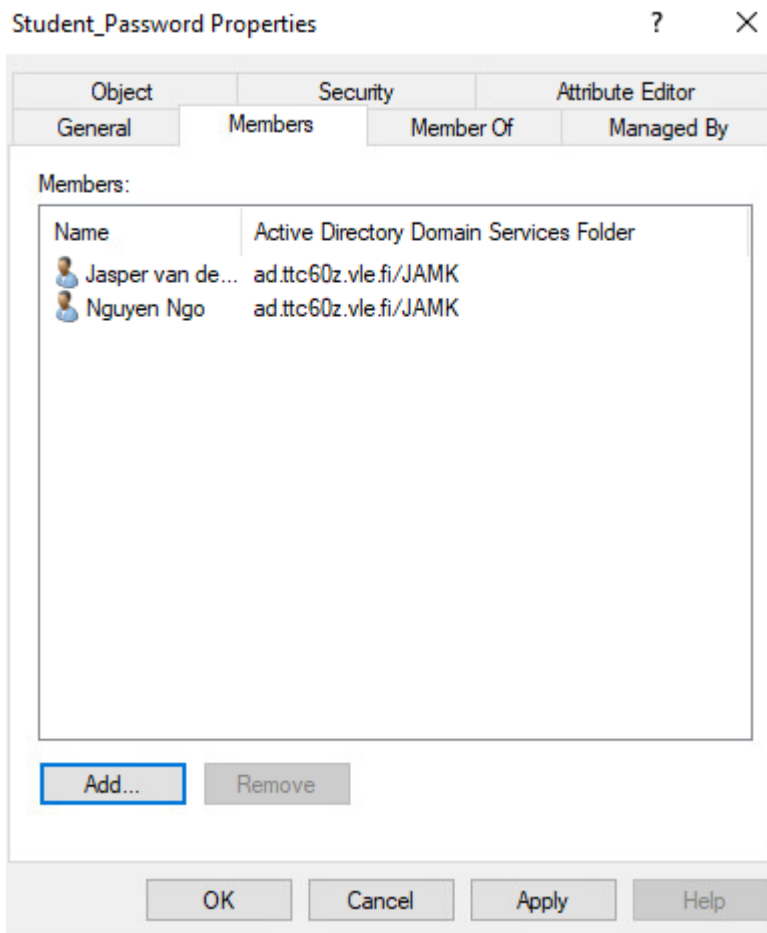 Student_Password Properties ? ✕
Object Security Attribute Editor
General Members Member Of Managed By
Members:
Name Active Directory Domain Services Folder
Jasper van de... ad.ttc60z.vle.fi/JAMK
Nguyen Ngo ad.ttc60z.vle.fi/JAMK
Add... Remove
OK Cancel Apply Help